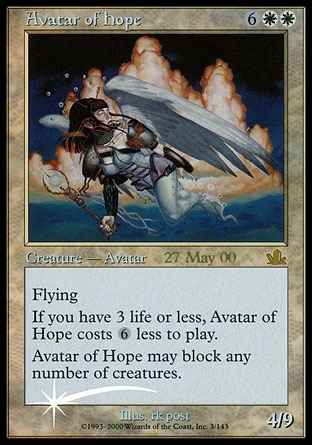 Avatar of hope 6
Creature — Avatar 27 May 00
Flying
If you have 3 life or less, Avatar of
Hope costs 6 less to play.
Avatar of Hope may block any
number of creatures.
Illus. rk post
©1993-2000 Wizards of the Coast, Inc. 3/143
4/9